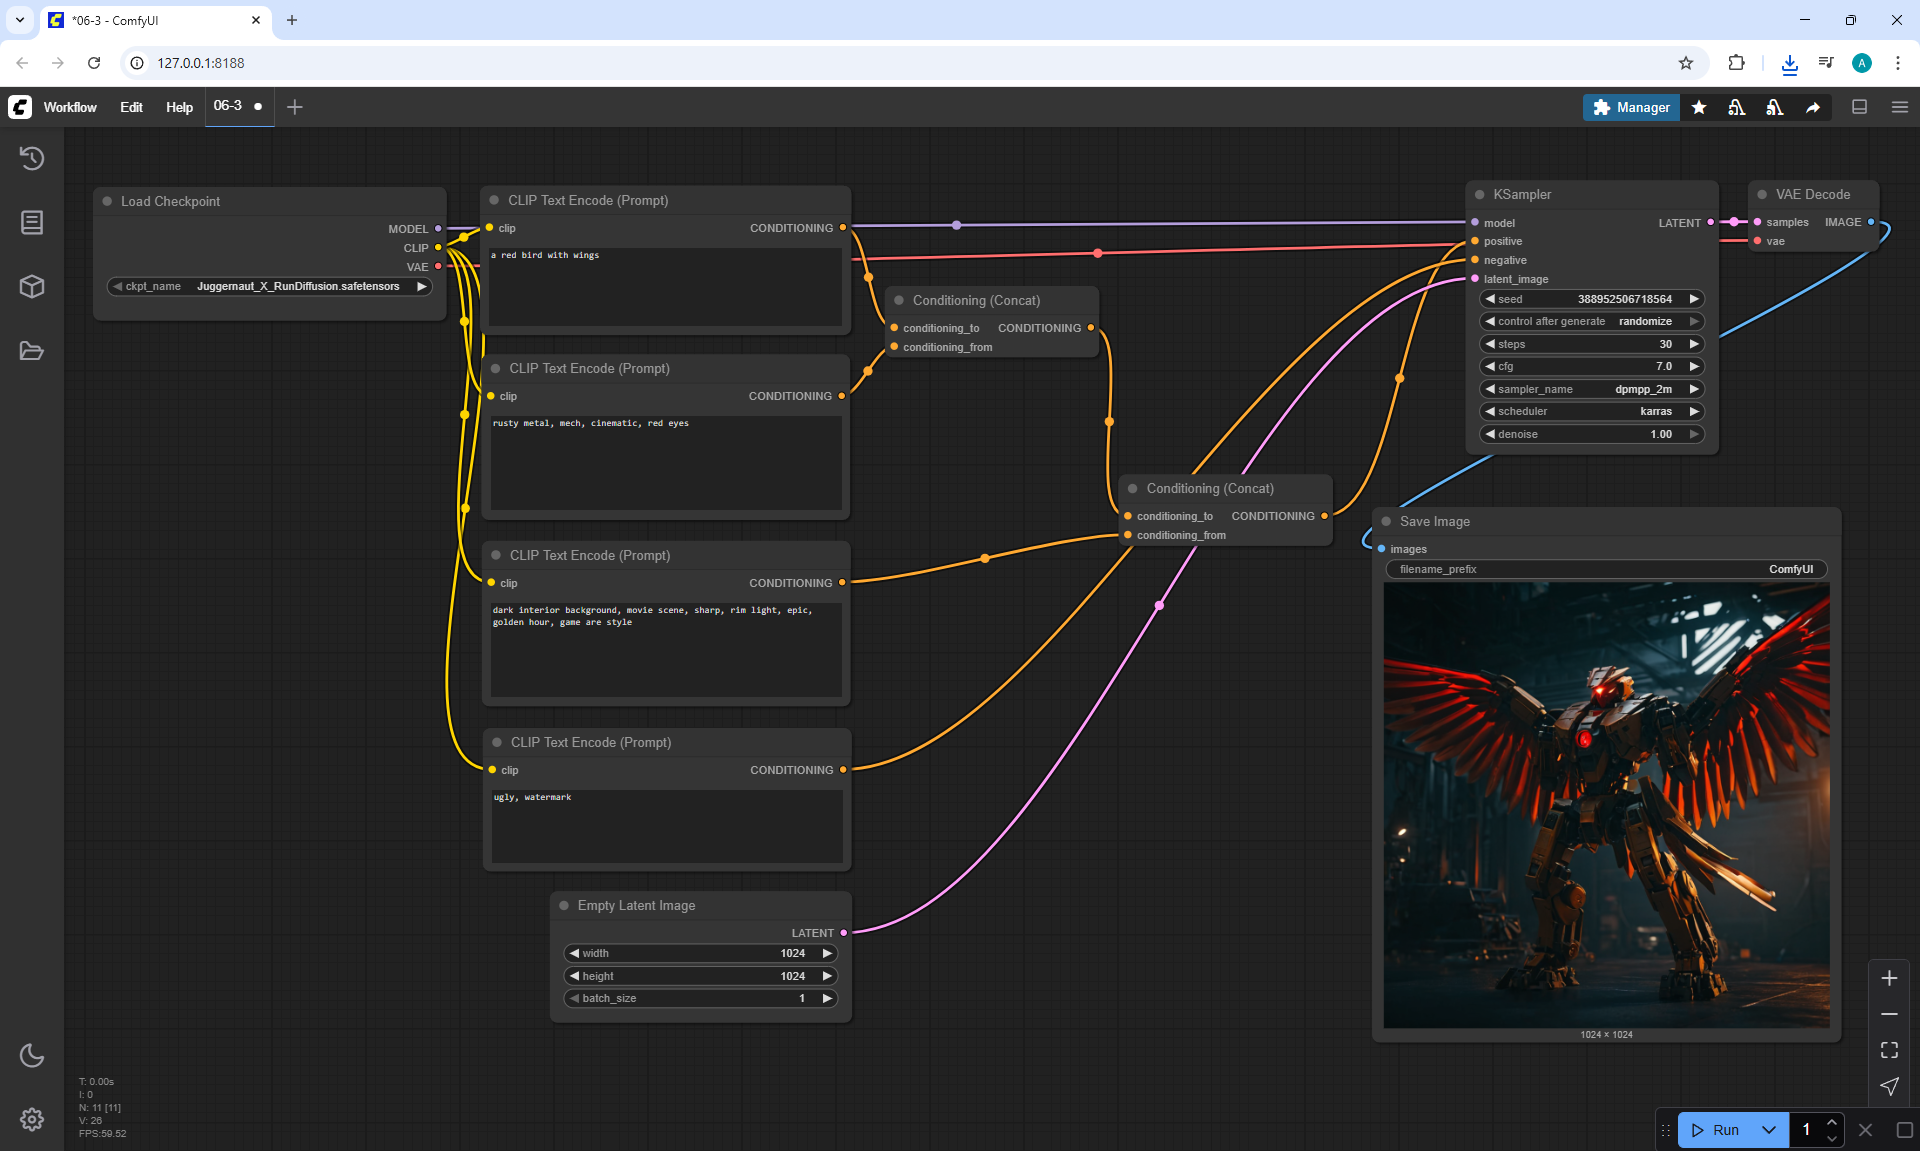 *06-3 - ComfyUI
127.0.0.1:8188
Workflow Edit Help 06-3
Manager
Load Checkpoint
MODEL
CLIP
VAE
ckpt_name Juggernaut_X_RunDiffusion.safetensors
CLIP Text Encode (Prompt)
clip CONDITIONING
a red bird with wings
CLIP Text Encode (Prompt)
clip CONDITIONING
rusty metal, mech, cinematic, red eyes
CLIP Text Encode (Prompt)
clip CONDITIONING
dark interior background, movie scene, sharp, rim light, epic,
golden hour, game are style
CLIP Text Encode (Prompt)
clip CONDITIONING
ugly, watermark
Empty Latent Image
LATENT
width 1024
height 1024
batch_size 1
Conditioning (Concat)
conditioning_to CONDITIONING
conditioning_from
Conditioning (Concat)
conditioning_to CONDITIONING
conditioning_from
KSampler
model LATENT
positive
negative
latent_image
seed 388952506718564
control after generate randomize
steps 30
cfg 7.0
sampler_name dpmpp_2m
scheduler karras
denoise 1.00
VAE Decode
samples IMAGE
vae
Save Image
images
filename_prefix ComfyUI
1024 × 1024
T: 0.00s
I: 0
N: 11 [11]
V: 26
FPS:59.52
Run 1
A